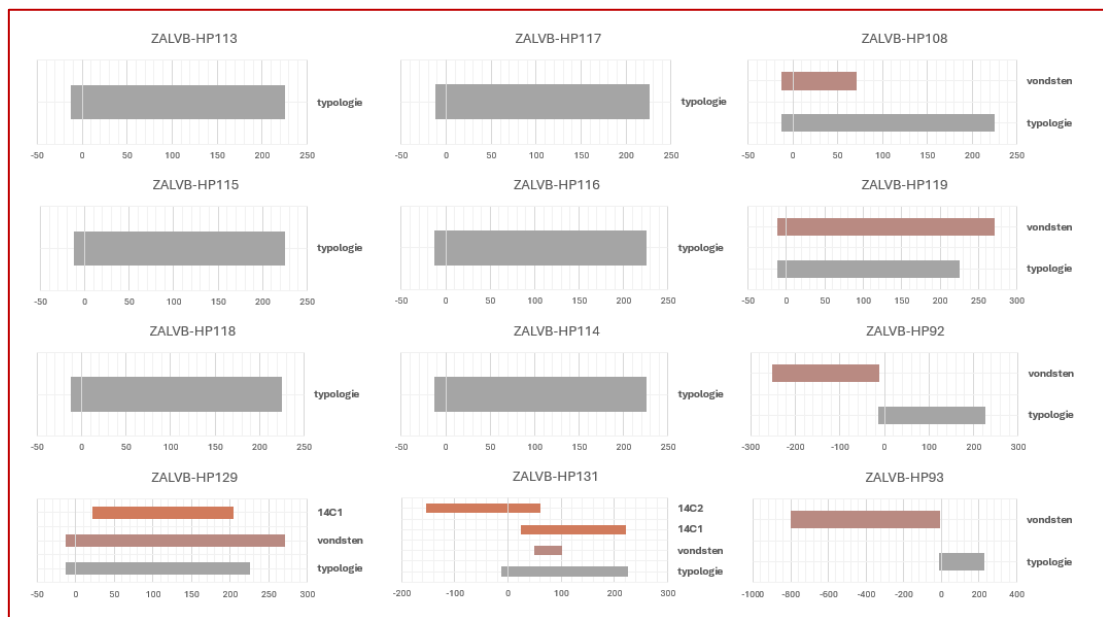 ZALVB-HP113
typologie
-50 0 50 100 150 200 250
ZALVB-HP117
typologie
-50 0 50 100 150 200 250
ZALVB-HP108
vondsten
typologie
-50 0 50 100 150 200 250
ZALVB-HP115
typologie
-50 0 50 100 150 200 250
ZALVB-HP116
typologie
-50 0 50 100 150 200 250
ZALVB-HP119
vondsten
typologie
-50 0 50 100 150 200 250 300
ZALVB-HP118
typologie
-50 0 50 100 150 200 250
ZALVB-HP114
typologie
-50 0 50 100 150 200 250
ZALVB-HP92
vondsten
typologie
-300 -200 -100 0 100 200 300
ZALVB-HP129
14C1
vondsten
typologie
-50 0 50 100 150 200 250 300
ZALVB-HP131
14C2
14C1
vondsten
typologie
-200 -100 0 100 200 300
ZALVB-HP93
vondsten
typologie
-1000 -800 -600 -400 -200 0 200 400